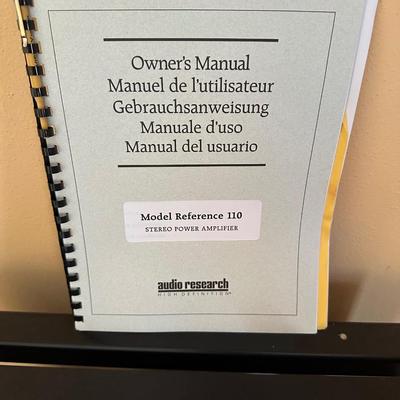 Owner's Manual
Manuel de l'utilisateur
Gebrauchsanweisung
Manuale d'uso
Manual del usuario
Model Reference 110
STEREO POWER AMPLIFIER
audio research
HIGH DEFINITION®